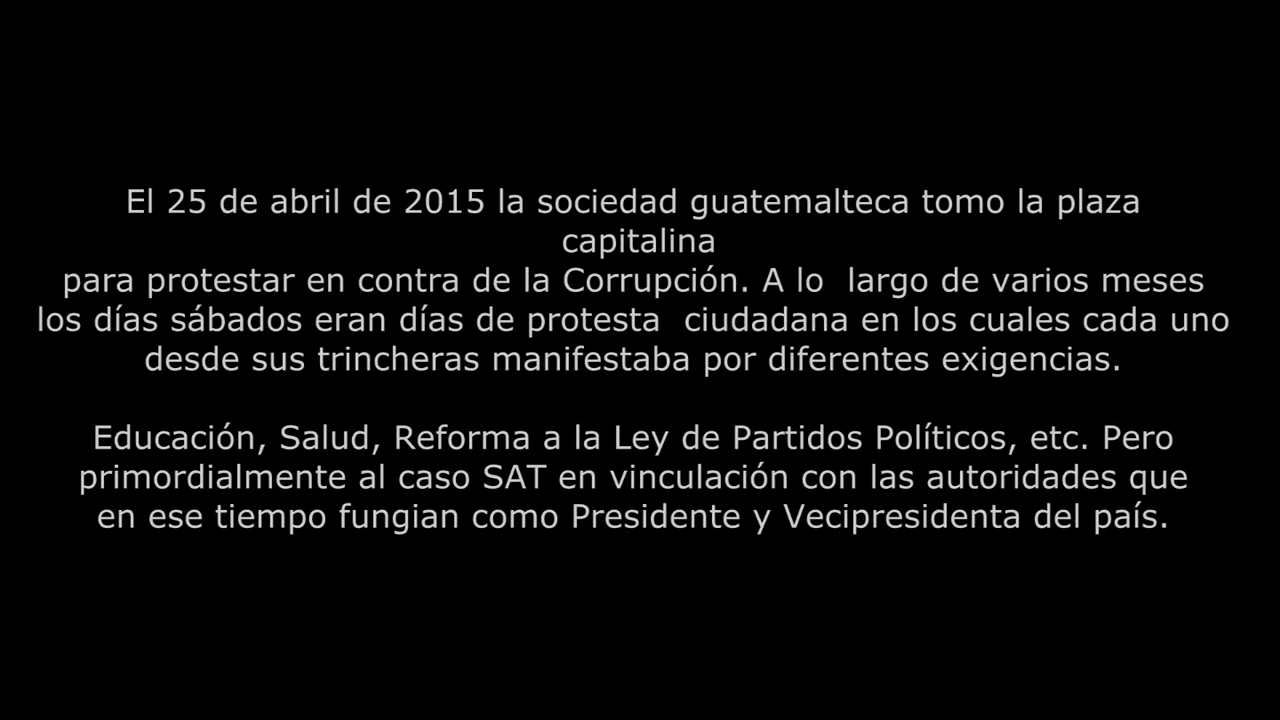 El 25 de abril de 2015 la sociedad guatemalteca tomo la plaza
capitalina
para protestar en contra de la Corrupción. A lo  largo de varios meses
los días sábados eran días de protesta  ciudadana en los cuales cada uno
desde sus trincheras manifestaba por diferentes exigencias.
Educación, Salud, Reforma a la Ley de Partidos Políticos, etc. Pero
primordialmente al caso SAT en vinculación con las autoridades que
en ese tiempo fungian como Presidente y Vecipresidenta del país.